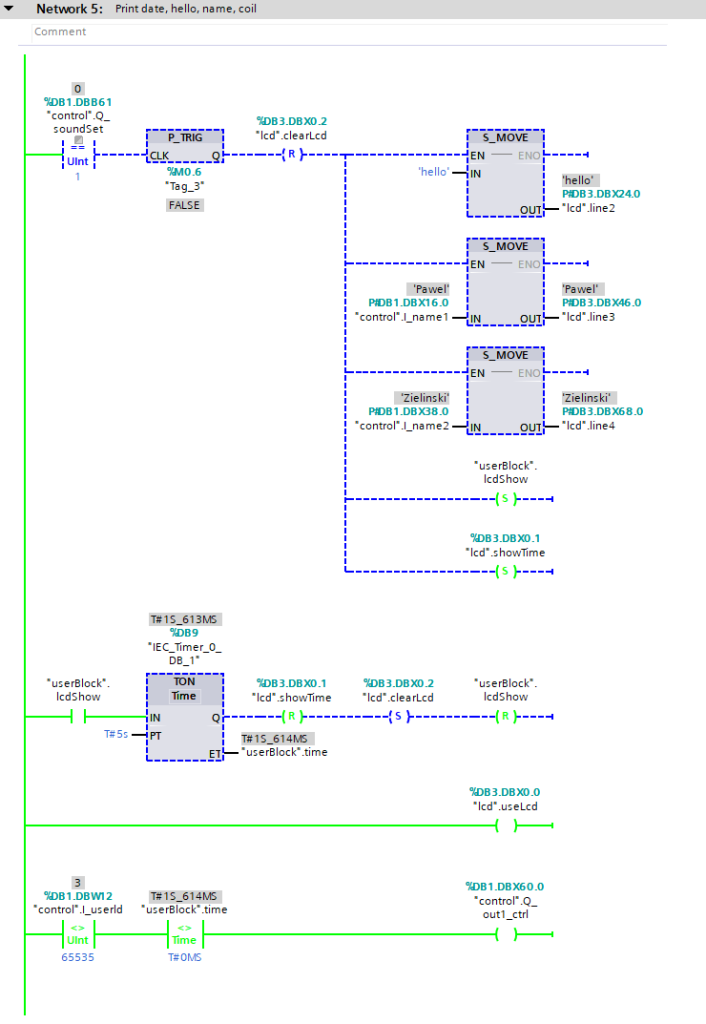 Network 5: Print date, hello, name, coil
Comment
0
%DB1.DBB61
"control".Q_
soundSet
==
UInt
1
P_TRIG
CLK Q
%M0.6
"Tag_3"
FALSE
%DB3.DBX0.2
"lcd".clearLcd
R
S_MOVE
EN ENO
'hello' IN
'hello'
P#DB3.DBX24.0
OUT "lcd".line2
S_MOVE
EN ENO
'Pawel'
P#DB1.DBX16.0
"control".I_name1 IN
'Pawel'
P#DB3.DBX46.0
OUT "lcd".line3
S_MOVE
EN ENO
'Zielinski'
P#DB1.DBX38.0
"control".I_name2 IN
'Zielinski'
P#DB3.DBX68.0
OUT "lcd".line4
"userBlock".
lcdShow
S
%DB3.DBX0.1
"lcd".showTime
S
T#1S_613MS
%DB9
"IEC_Timer_0_
DB_1"
"userBlock".
lcdShow
TON
Time
IN Q
T#5s PT
ET
T#1S_614MS
"userBlock".time
%DB3.DBX0.1
"lcd".showTime
R
%DB3.DBX0.2
"lcd".clearLcd
S
"userBlock".
lcdShow
R
%DB3.DBX0.0
"lcd".useLcd
3
%DB1.DBW12
"control".I_userId
<>
UInt
65535
T#1S_614MS
"userBlock".time
<>
Time
T#0MS
%DB1.DBX60.0
"control".Q_
out1_ctrl